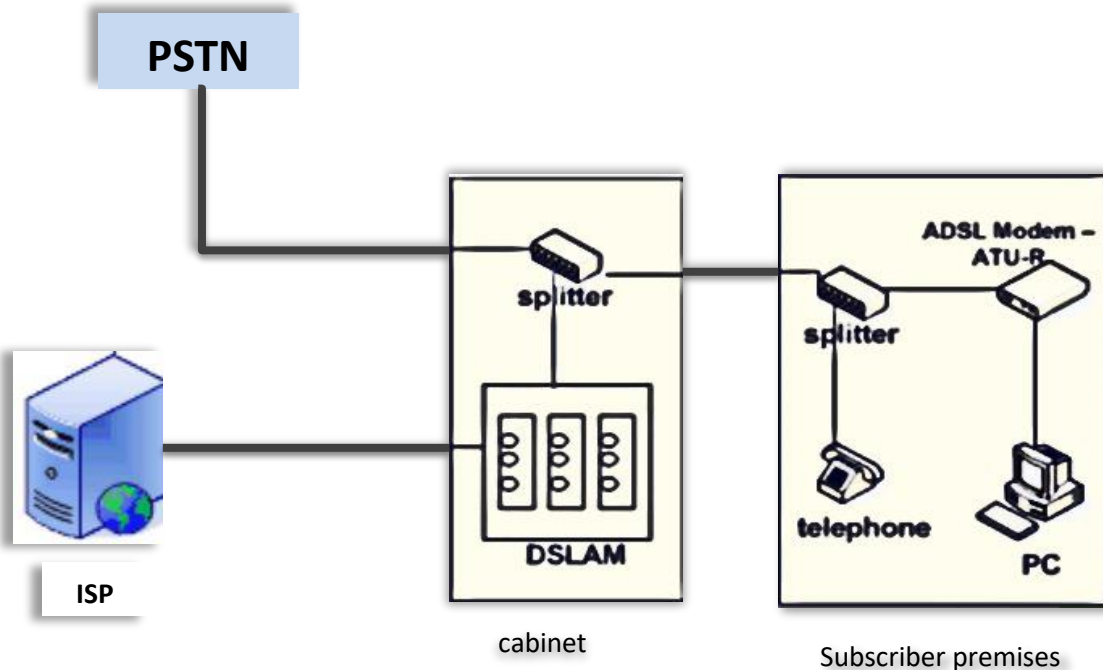 PSTN
ADSL Modem –
ATU-R
splitter
splitter
telephone
DSLAM
PC
ISP
cabinet
Subscriber premises